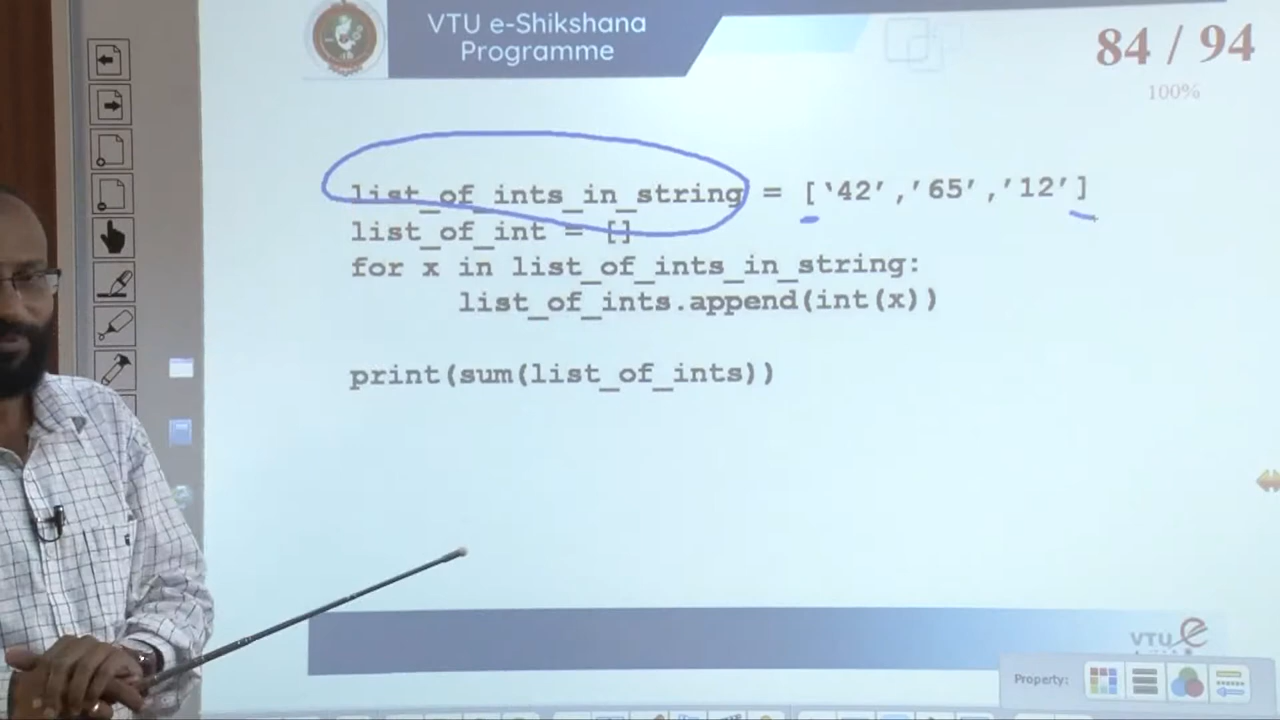 VTU e-Shikshana
Programme
84 / 94
100%
list_of_ints_in_string = [‘42’,’65’,’12’]
list_of_int = []
for x in list_of_ints_in_string:
list_of_ints.append(int(x))
print(sum(list_of_ints))
VTU e
Property: